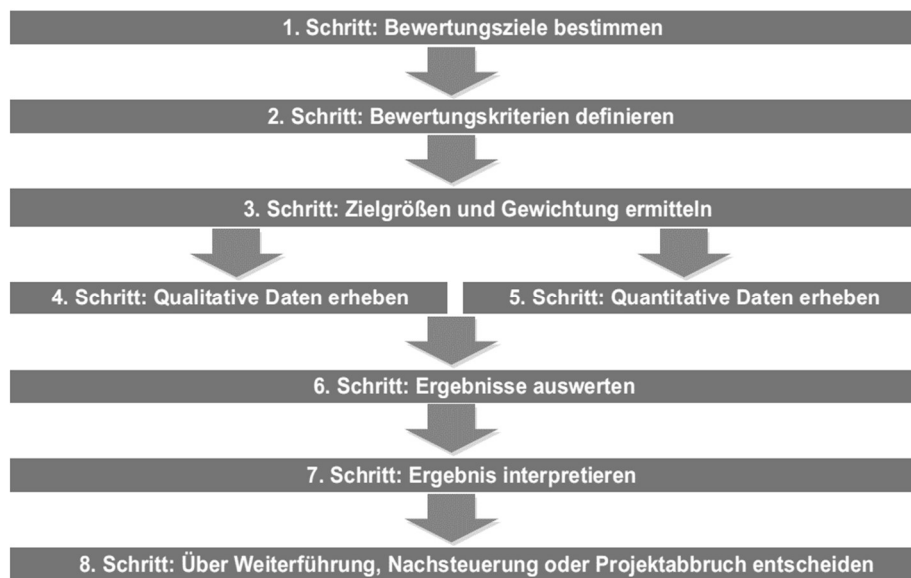 1. Schritt: Bewertungsziele bestimmen
2. Schritt: Bewertungskriterien definieren
3. Schritt: Zielgrößen und Gewichtung ermitteln
4. Schritt: Qualitative Daten erheben
5. Schritt: Quantitative Daten erheben
6. Schritt: Ergebnisse auswerten
7. Schritt: Ergebnis interpretieren
8. Schritt: Über Weiterführung, Nachsteuerung oder Projektabbruch entscheiden